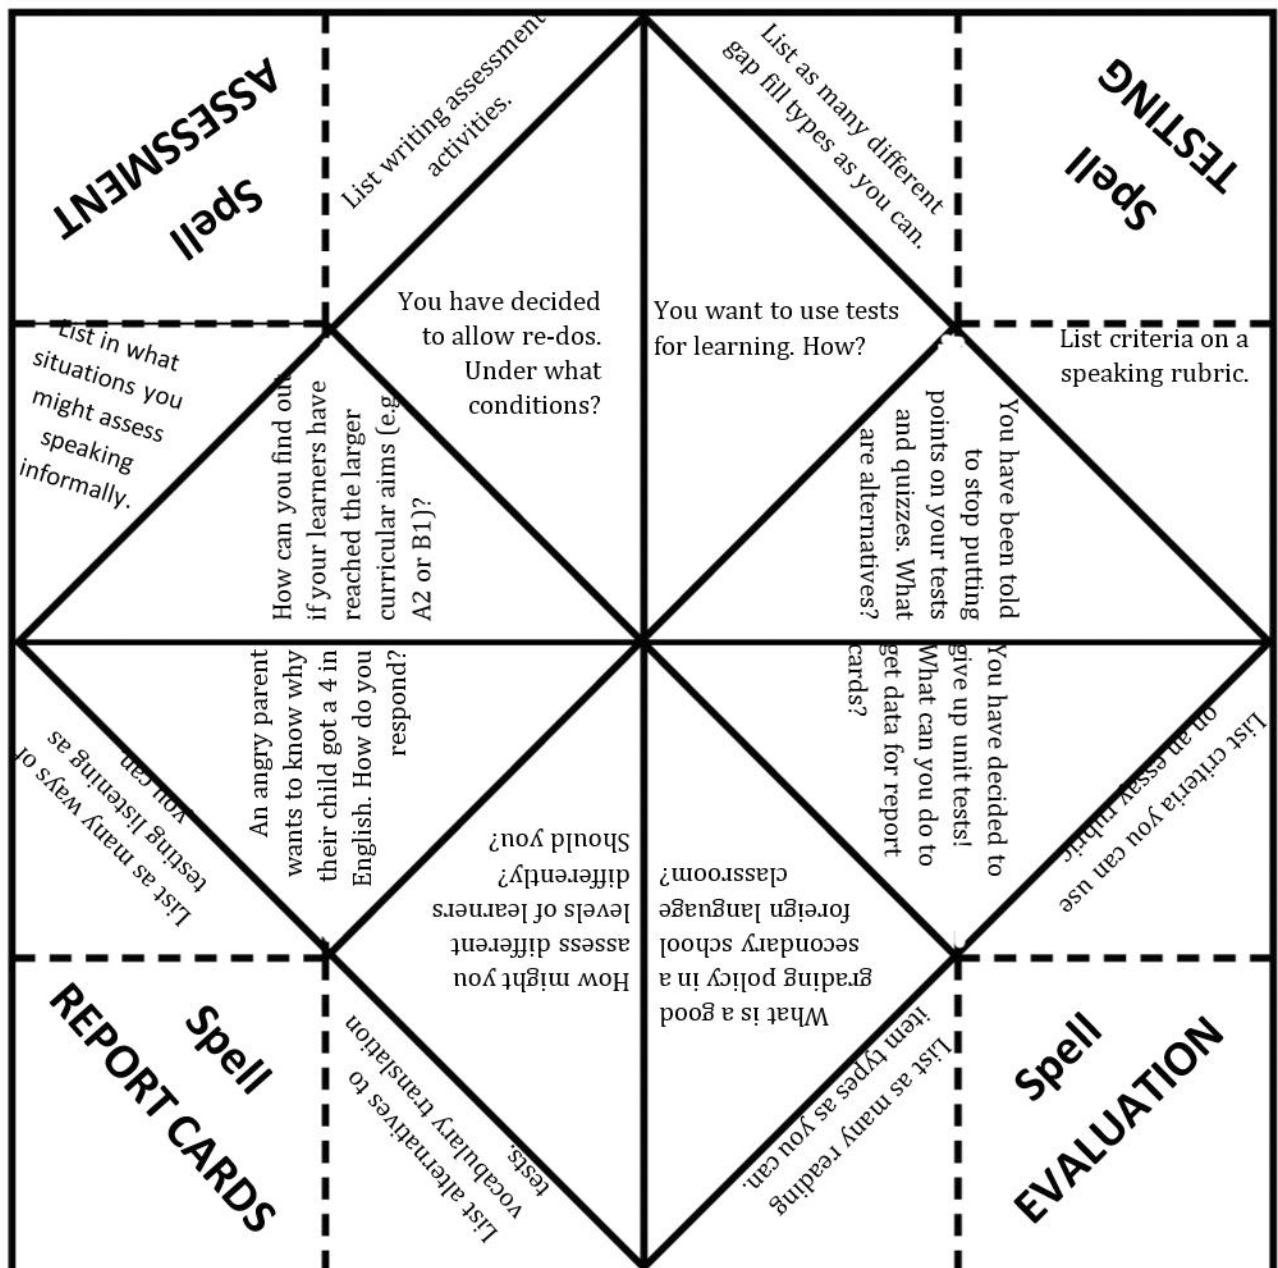 Spell
ASSESSMENT
List writing assessment
activities.
List as many different
gap fill types as you can.
Spell
TESTING
You have decided
to allow re-dos.
Under what
conditions?
You want to use tests
for learning. How?
List in what
situations you
might assess
speaking
informally.
How can you find out
if your learners have
reached the larger
curricular aims (e.g
A2 or B1)?
You have been told
to stop putting
points on your tests
and quizzes. What
are alternatives?
List criteria on a
speaking rubric.
List as many ways of
testing listening as
you can
An angry parent
wants to know why
their child got a 4 in
English. How do you
respond?
How might you
assess different
levels of learners
differently?
Should you?
What is a good
grading policy in a
secondary school
foreign language
classroom?
You have decided to
give up unit tests!
What can you do to
get data for report
cards?
List criteria you can use
on an essay rubric
Spell
REPORT CARDS
List alternatives to
vocabulary translation
tests.
List as many reading
item types as you can.
Spell
EVALUATION